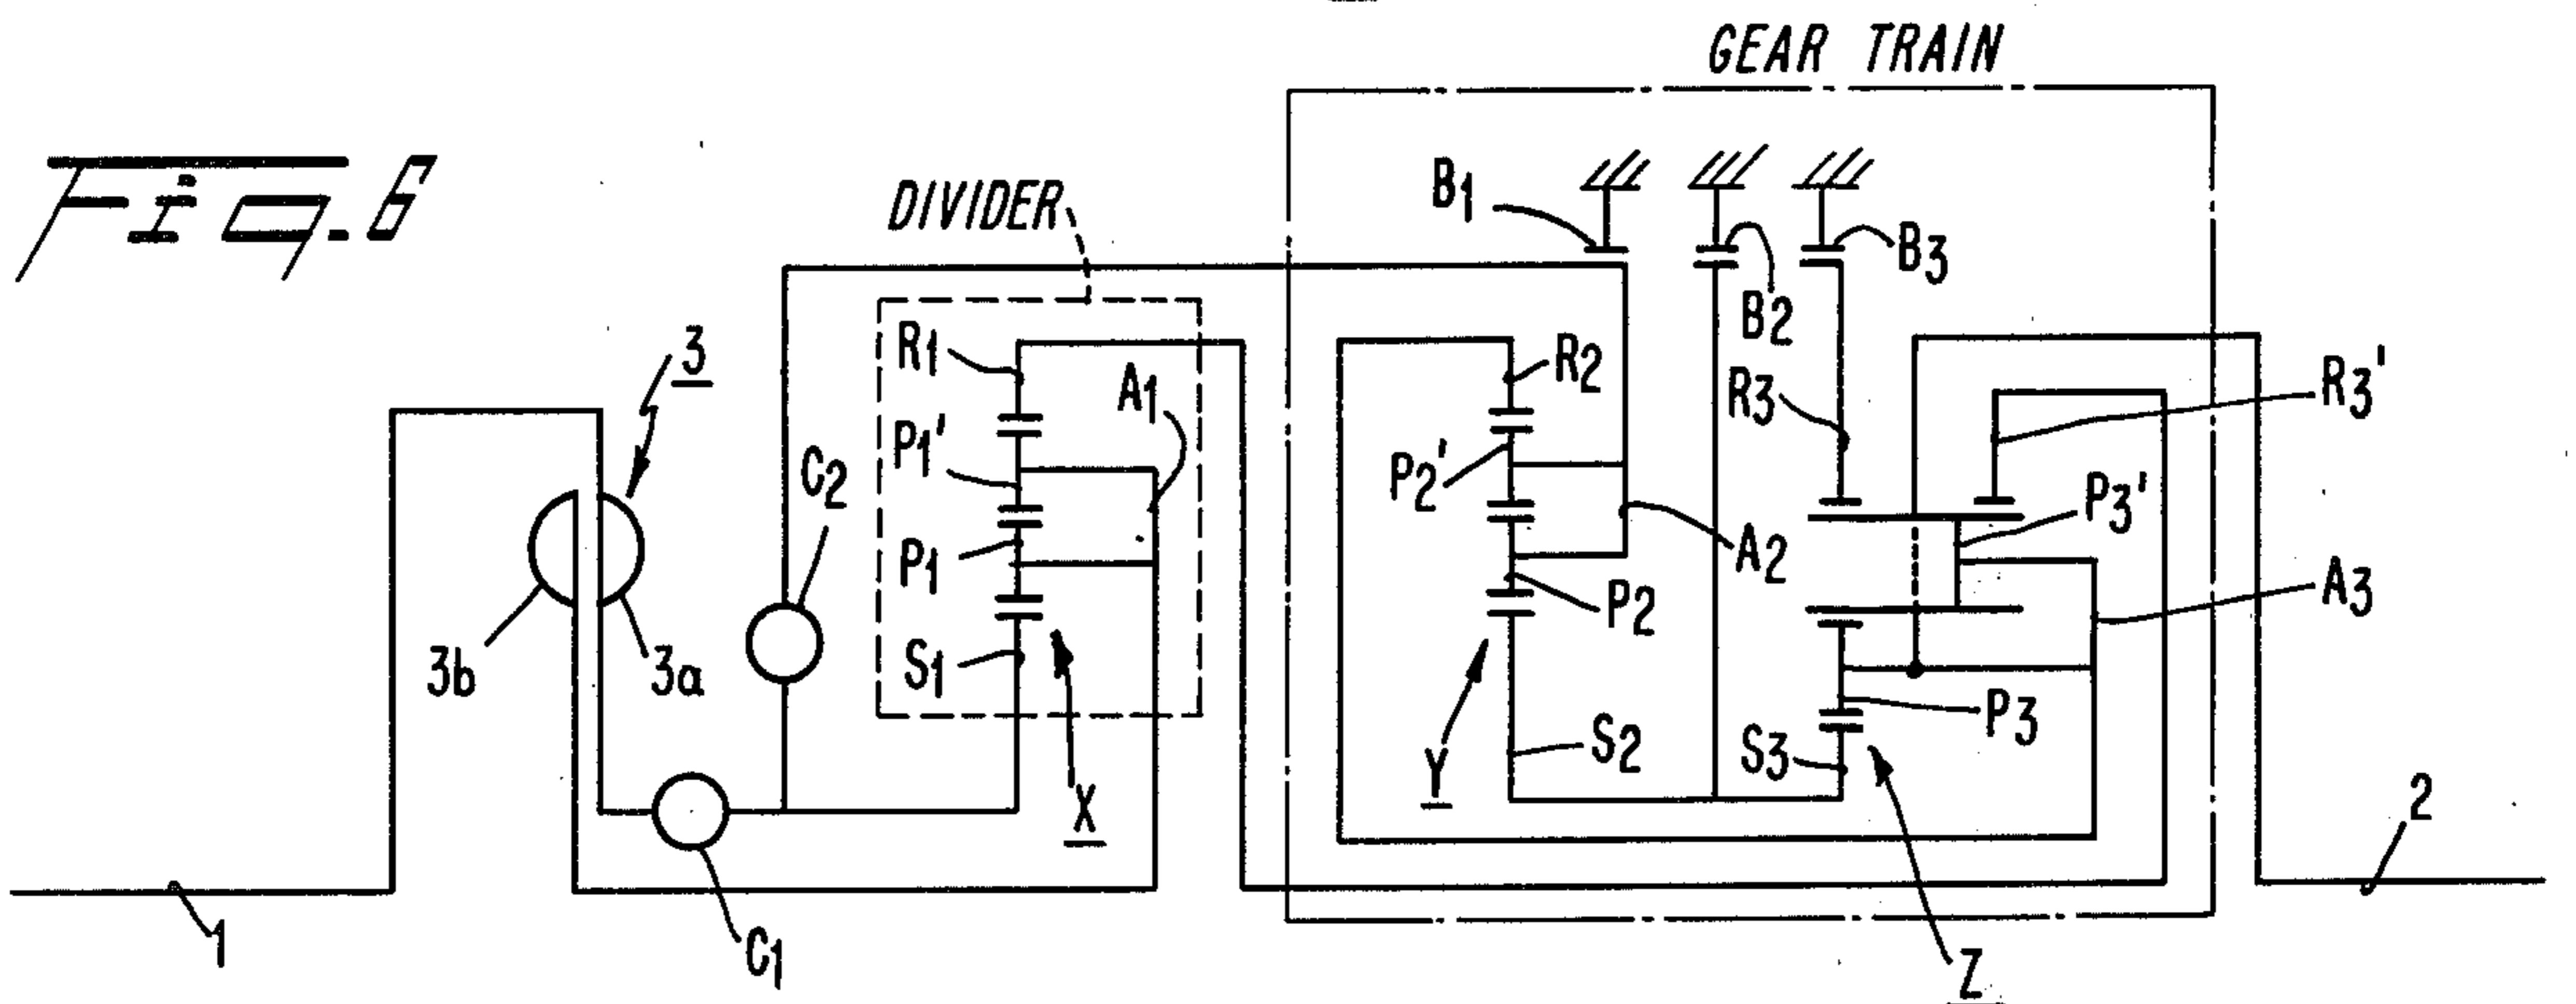 Fig.6
GEAR TRAIN
DIVIDER
B1
B2
B3
R1
A1
P1'
P1
S1
X
C2
3
3b
3a
C1
1
R2
P2'
A2
P2
S2
Y
R3
R3'
P3'
A3
P3
S3
Z
2